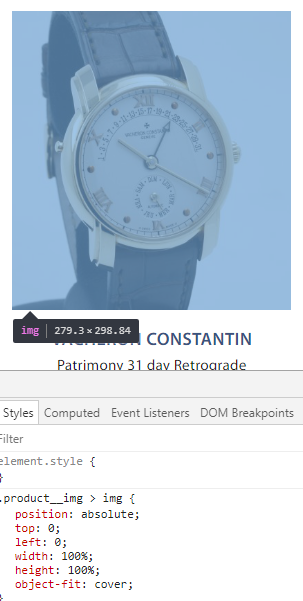 img 279.3 × 298.84
VACHERON CONSTANTIN
Patrimony 31 day Retrograde
Styles Computed Event Listeners DOM Breakpoints
Filter
element.style {
}
.product__img > img {
position: absolute;
top: 0;
left: 0;
width: 100%;
height: 100%;
object-fit: cover;
}